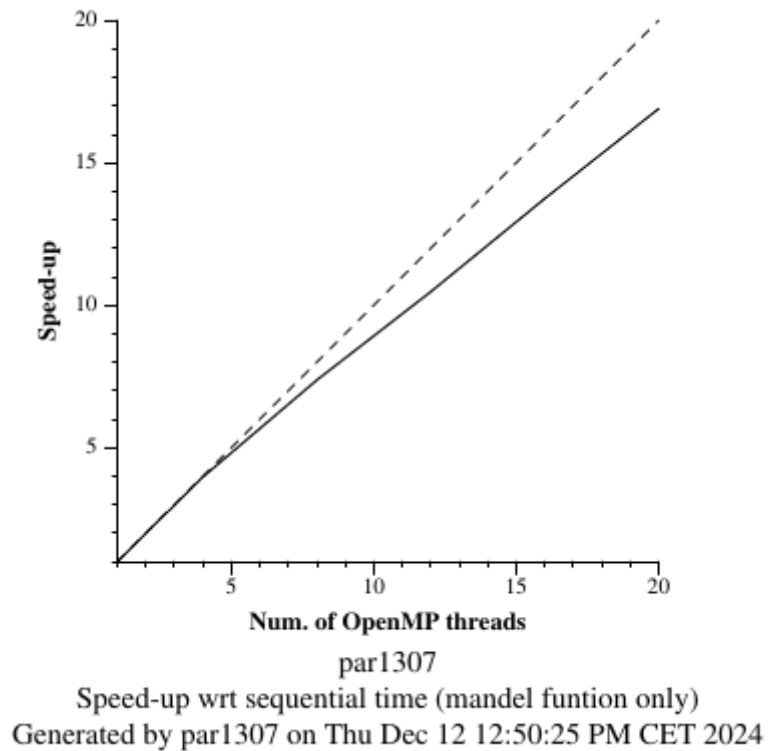 20
15
10
5
Speed-up
5 10 15 20
Num. of OpenMP threads
par1307
Speed-up wrt sequential time (mandel funtion only)
Generated by par1307 on Thu Dec 12 12:50:25 PM CET 2024